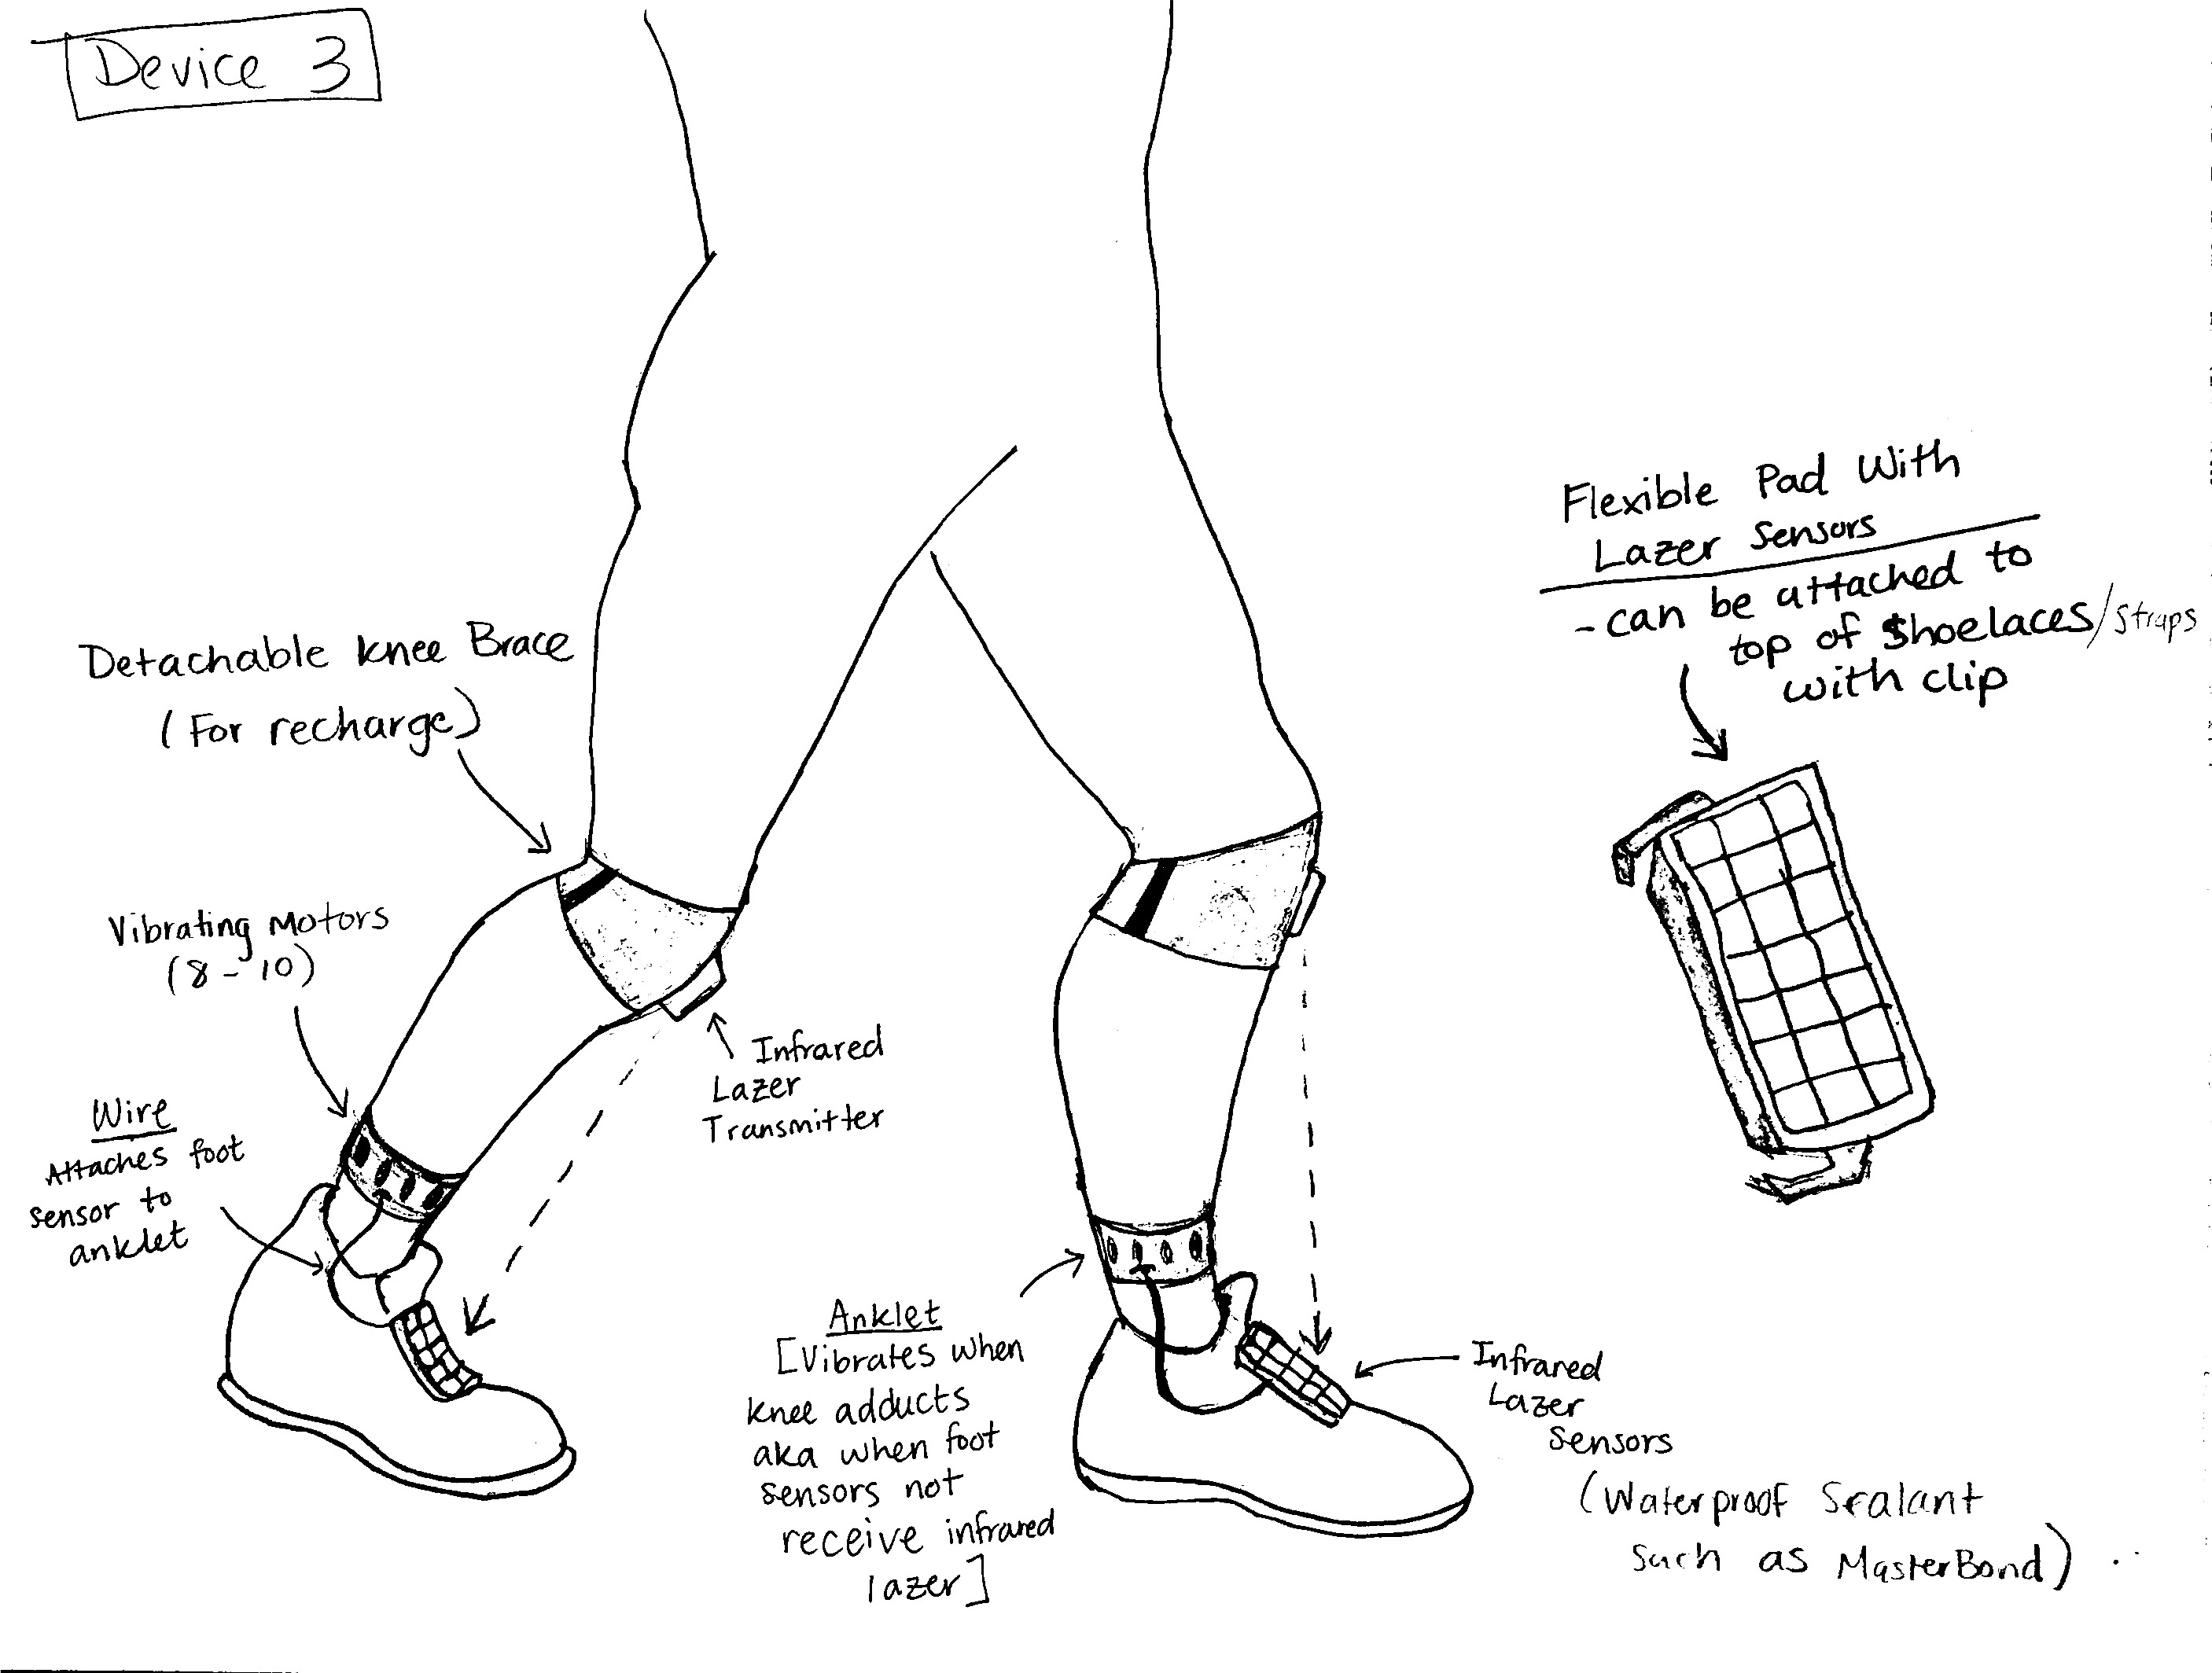 Device 3
Flexible Pad With
Lazer Sensors
- can be attached to
top of Shoelaces/Straps
with clip
Detachable Knee Brace
(For recharge)
Vibrating Motors
(8 - 10)
Infrared
Lazer
Transmitter
Wire
Attaches foot
sensor to
anklet
Anklet
[Vibrates when
knee adducts
aka when foot
sensors not
receive infrared
lazer]
Infrared
Lazer
Sensors
(Waterproof Sealant
such as MasterBond)